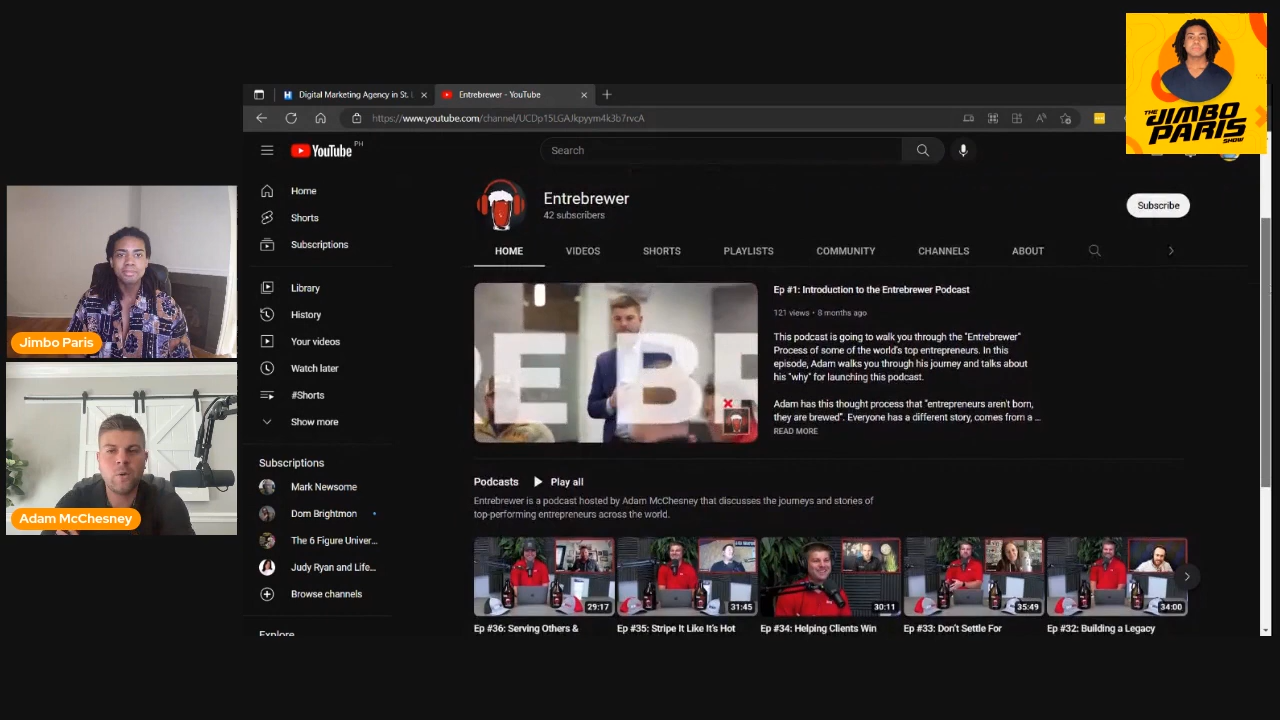 THE
JIMBO
PARIS
SHOW
Digital Marketing Agency in St. L
Entrebrewer - YouTube
https://www.youtube.com/channel/UCDp15LGAJkpyym4k3b7rvcA
YouTube PH
Search
Home
Shorts
Subscriptions
Library
History
Your videos
Watch later
#Shorts
Show more
Subscriptions
Mark Newsome
Dom Brightmon
The 6 Figure Univer...
Judy Ryan and Life...
Browse channels
Explore
Entrebrewer
42 subscribers
Subscribe
HOME VIDEOS SHORTS PLAYLISTS COMMUNITY CHANNELS ABOUT
E BR
Ep #1: Introduction to the Entrebrewer Podcast
121 views • 8 months ago
This podcast is going to walk you through the "Entrebrewer"
Process of some of the world's top entrepreneurs. In this
episode, Adam walks you through his journey and talks about
his "why" for launching this podcast.
Adam has this thought process that "entrepreneurs aren't born,
they are brewed". Everyone has a different story, comes from a ...
READ MORE
Podcasts Play all
Entrebrewer is a podcast hosted by Adam McChesney that discusses the journeys and stories of
top-performing entrepreneurs across the world.
29:17 31:45 30:11 35:49 34:00
Ep #36: Serving Others & Ep #35: Stripe It Like It's Hot Ep #34: Helping Clients Win Ep #33: Don't Settle For Ep #32: Building a Legacy
Jimbo Paris
Adam McChesney